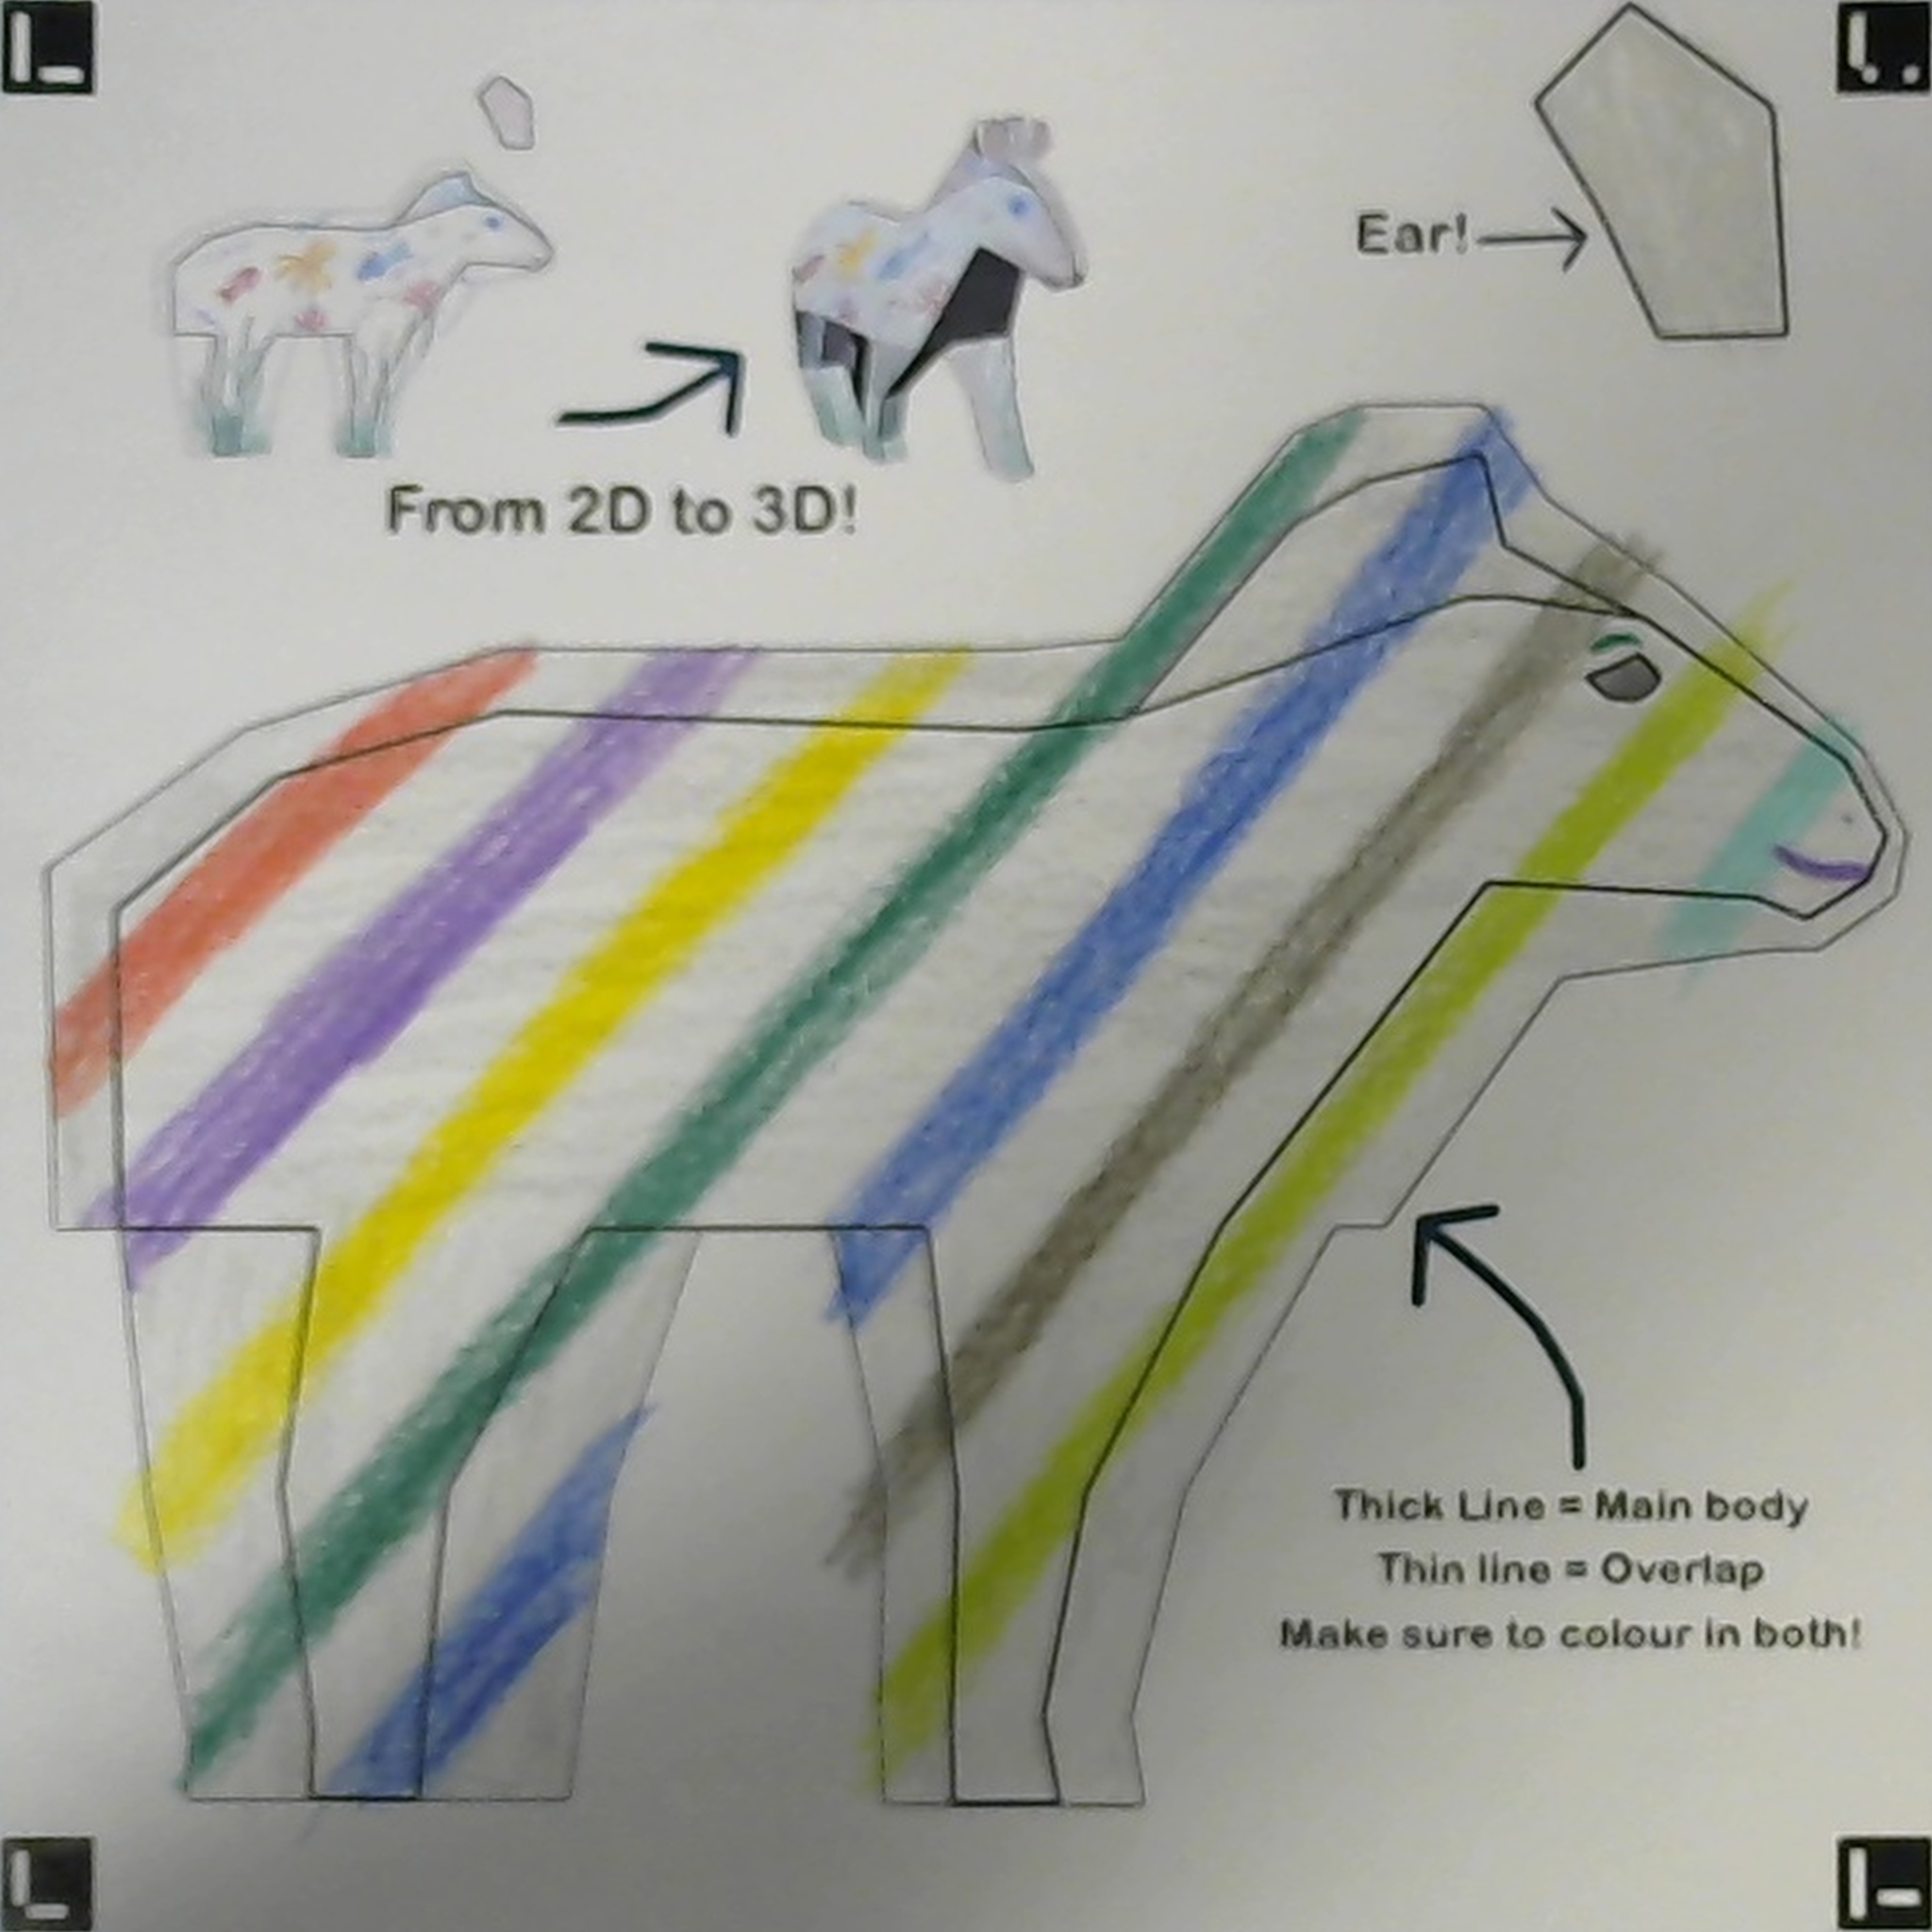 Ear!
From 2D to 3D!
Thick Line = Main body
Thin line = Overlap
Make sure to colour in both!